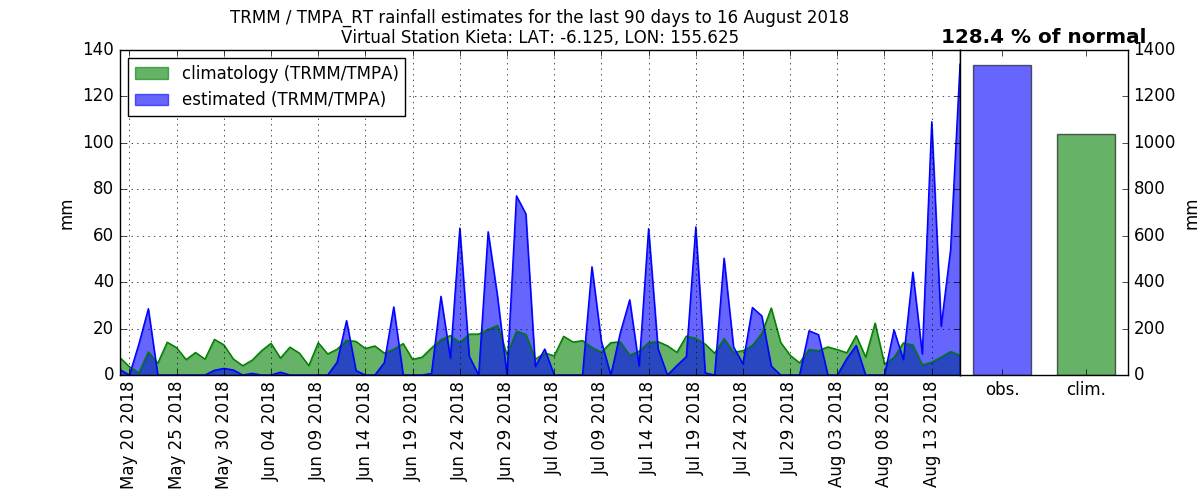 TRMM / TMPA_RT rainfall estimates for the last 90 days to 16 August 2018
Virtual Station Kieta: LAT: -6.125, LON: 155.625
128.4 % of normal
climatology (TRMM/TMPA)
estimated (TRMM/TMPA)
140
120
100
80
60
40
20
0
mm
1400
1200
1000
800
600
400
200
0
mm
May 20 2018
May 25 2018
May 30 2018
Jun 04 2018
Jun 09 2018
Jun 14 2018
Jun 19 2018
Jun 24 2018
Jun 29 2018
Jul 04 2018
Jul 09 2018
Jul 14 2018
Jul 19 2018
Jul 24 2018
Jul 29 2018
Aug 03 2018
Aug 08 2018
Aug 13 2018
obs.
clim.